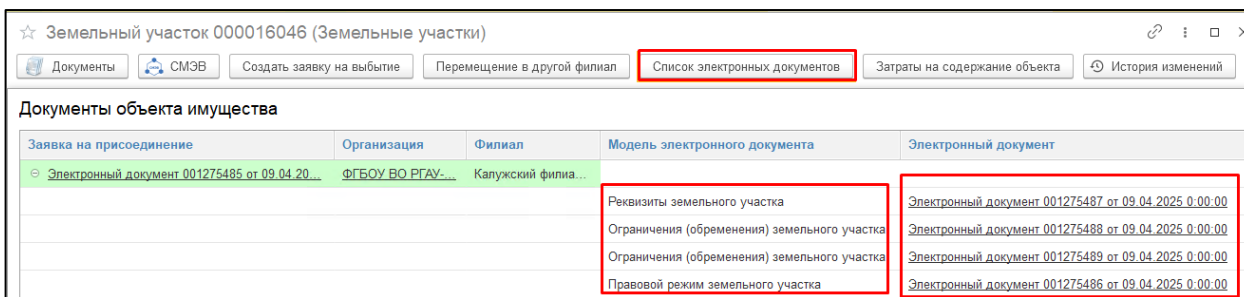 Земельный участок 000016046 (Земельные участки)
Документы СМЭВ Создать заявку на выбытие Перемещение в другой филиал Список электронных документов Затраты на содержание объекта История изменений
Документы объекта имущества
Заявка на присоединение Организация Филиал Модель электронного документа Электронный документ
Электронный документ 001275485 от 09.04.20... ФГБОУ ВО РГАУ-... Калужский филиа...
Реквизиты земельного участка Электронный документ 001275487 от 09.04.2025 0:00:00
Ограничения (обременения) земельного участка Электронный документ 001275488 от 09.04.2025 0:00:00
Ограничения (обременения) земельного участка Электронный документ 001275489 от 09.04.2025 0:00:00
Правовой режим земельного участка Электронный документ 001275486 от 09.04.2025 0:00:00